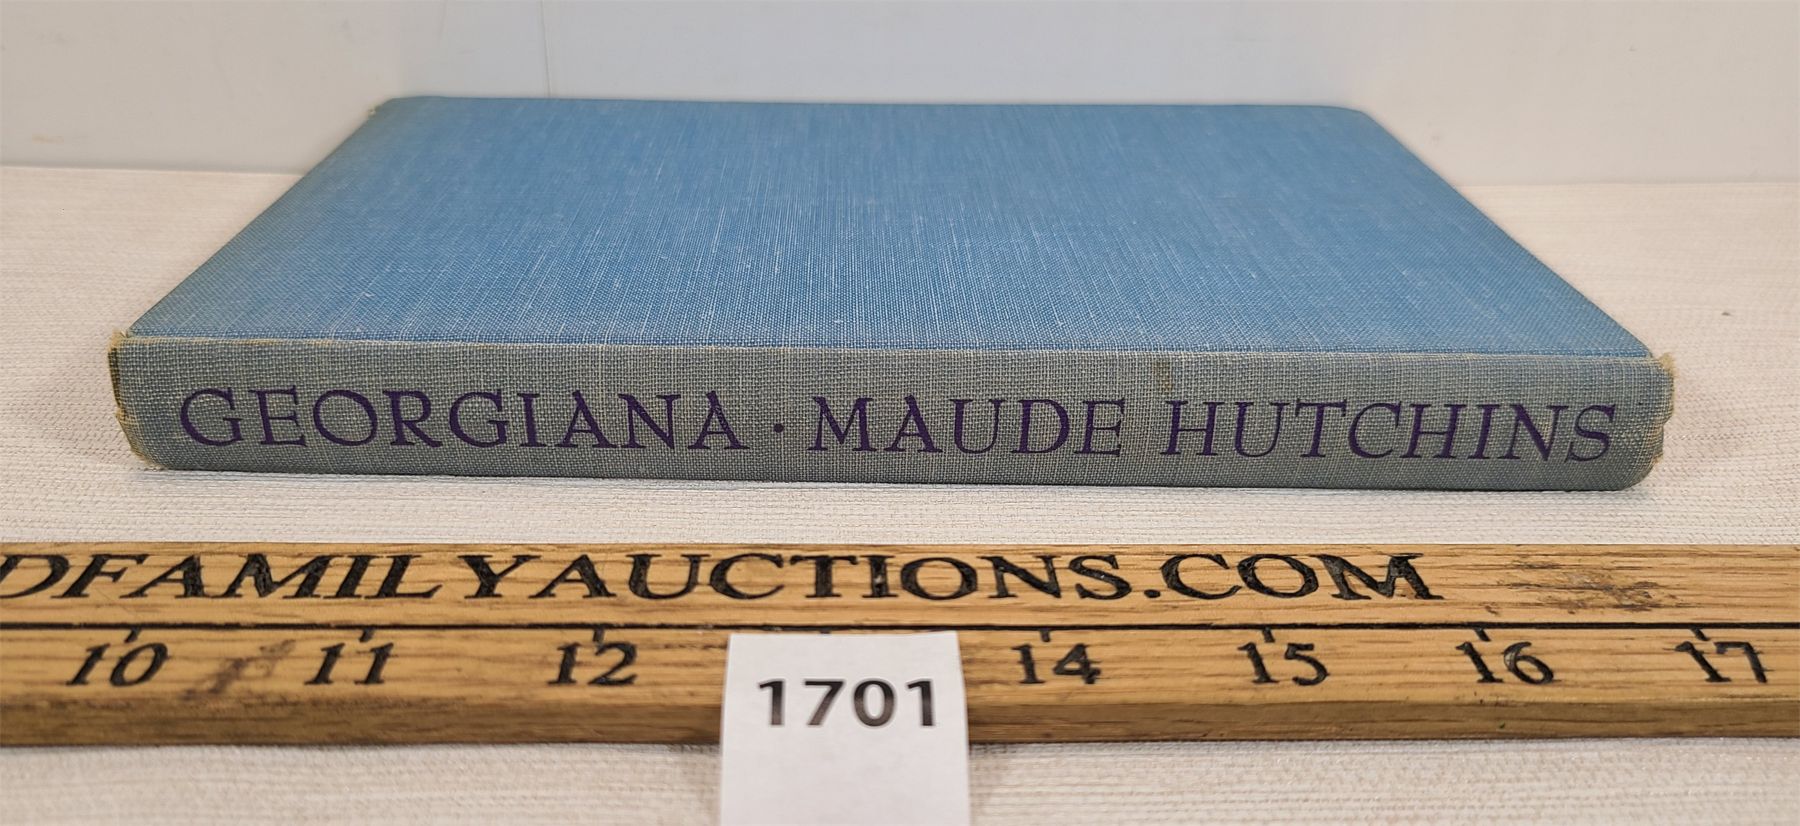 GEORGIANA · MAUDE HUTCHINS
DFAMILYAUCTIONS.COM
10 11 12 14 15 16 17
1701